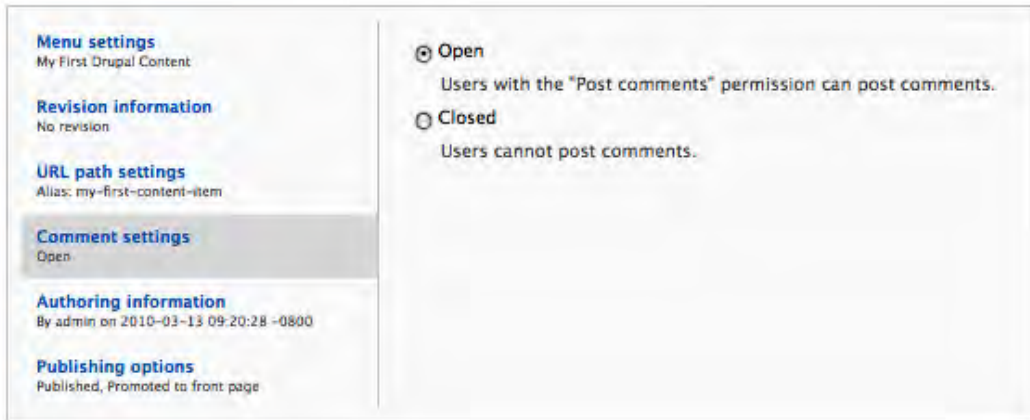 Menu settings
My First Drupal Content
Revision information
No revision
URL path settings
Alias: my-first-content-item
Comment settings
Open
Authoring information
By admin on 2010-03-13 09:20:28 -0800
Publishing options
Published, Promoted to front page
Open
Users with the "Post comments" permission can post comments.
Closed
Users cannot post comments.